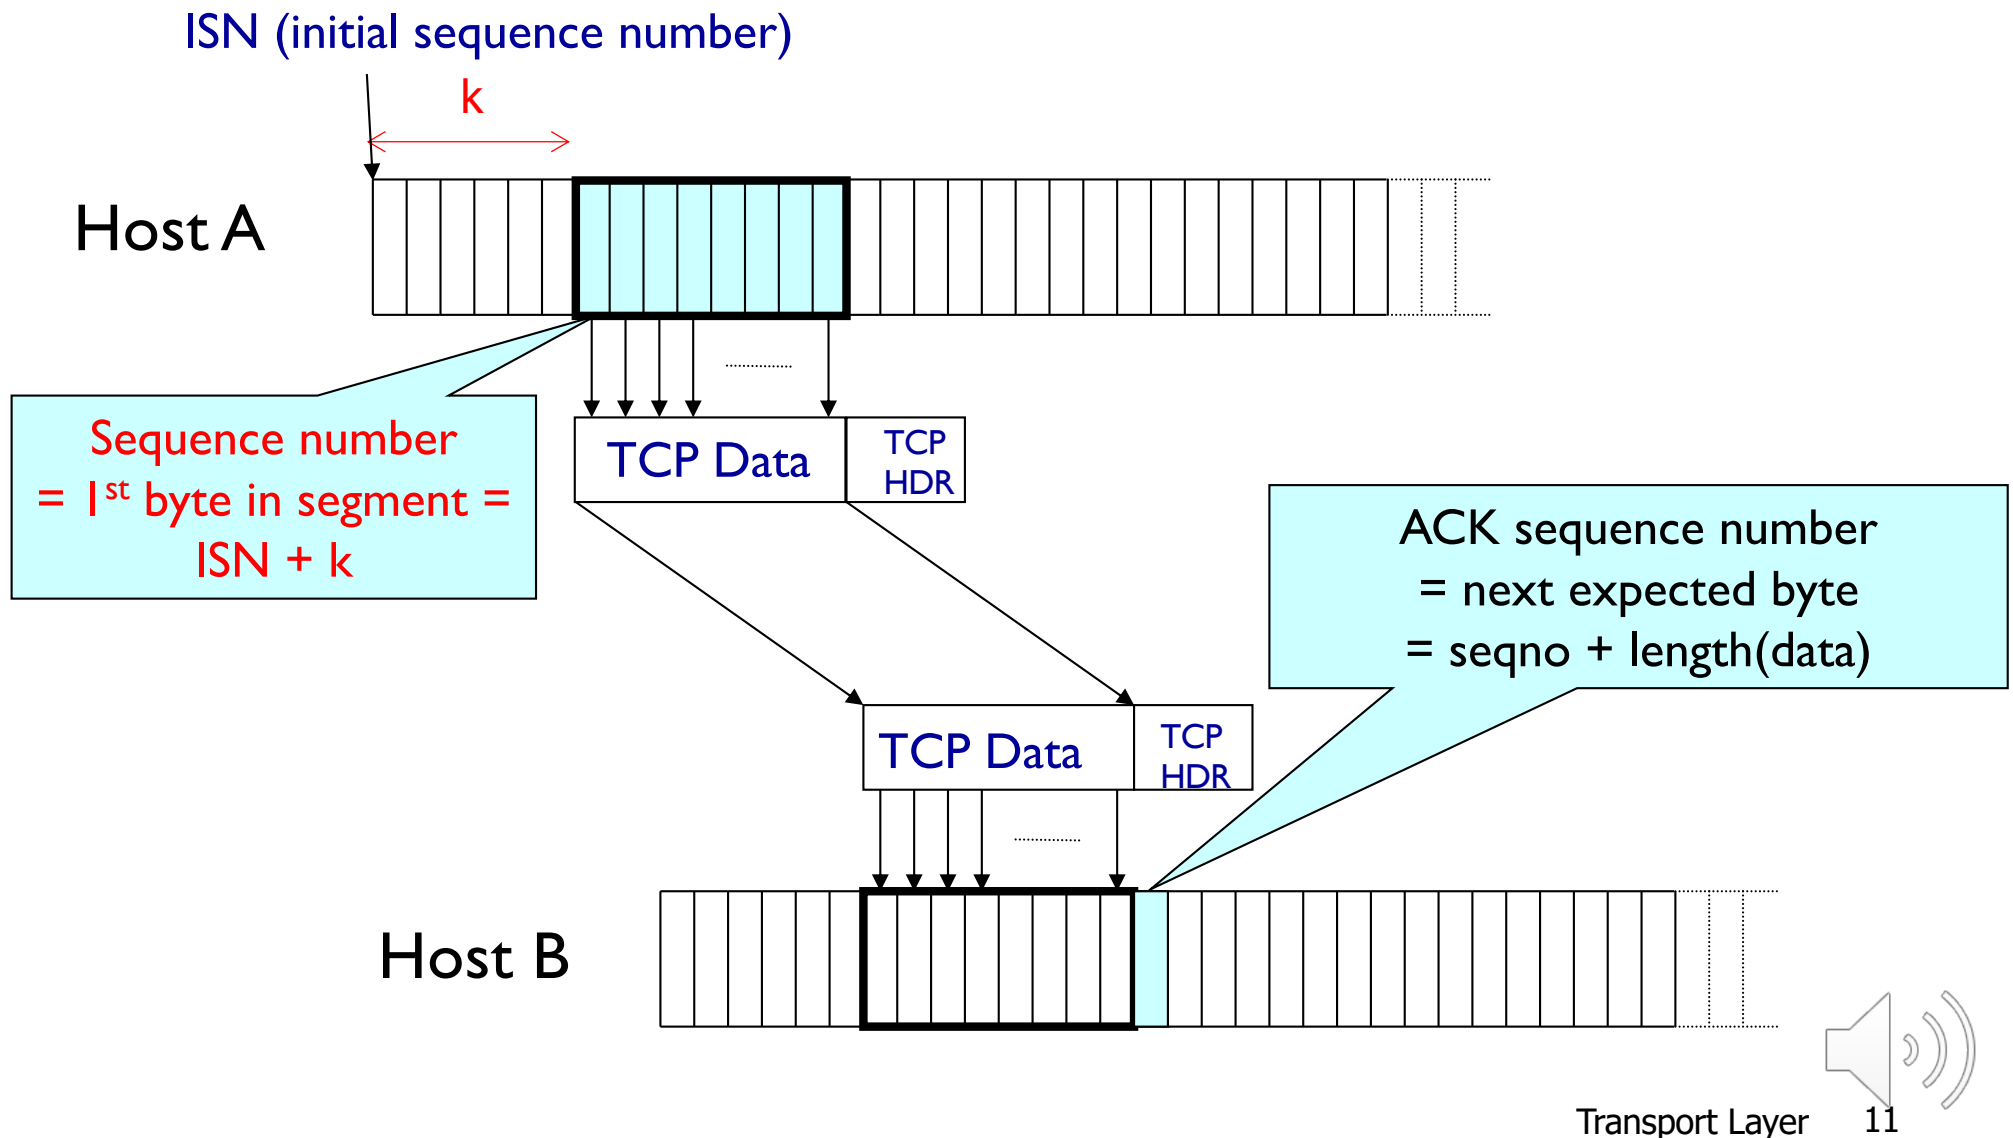 ISN (initial sequence number)
k
Host A
Sequence number
= 1st byte in segment =
ISN + k
TCP Data
TCP
HDR
ACK sequence number
= next expected byte
= seqno + length(data)
TCP Data
TCP
HDR
Host B
Transport Layer 11